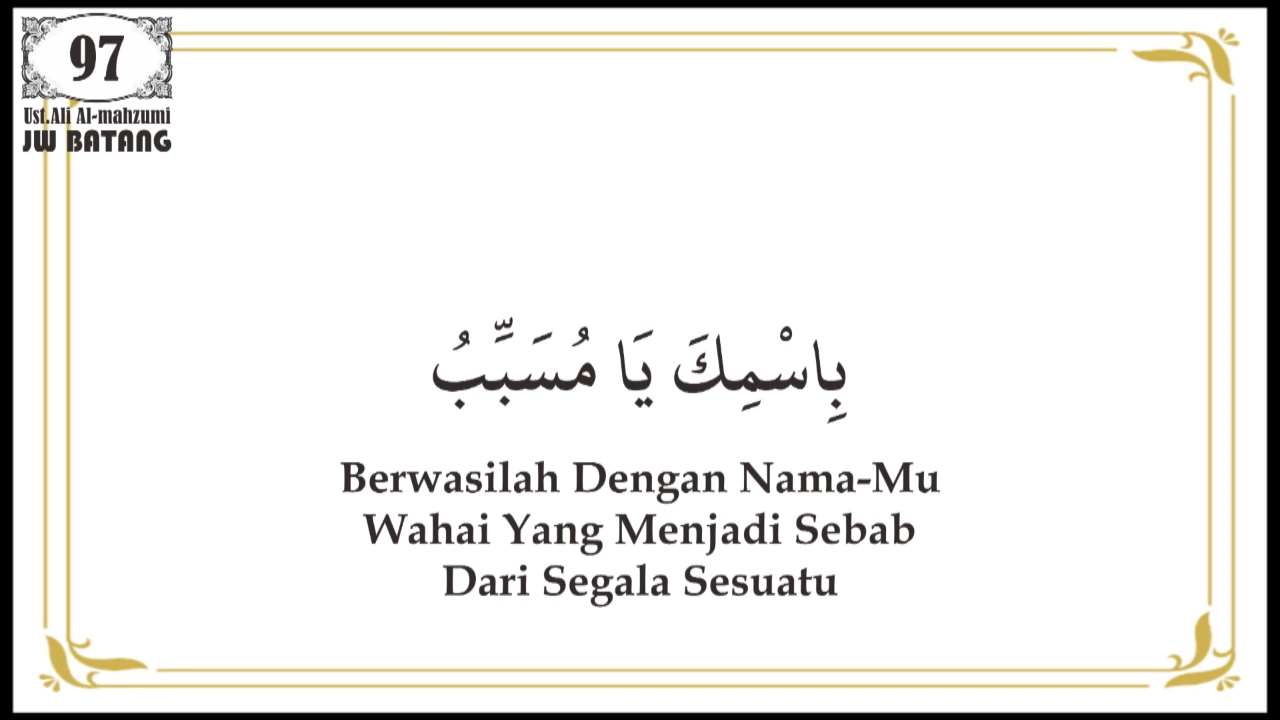 97
Ust.Ali Al-mahzumi
JW BATANG
بِاسْمِكَ يَا مُسَبِّبُ
Berwasilah Dengan Nama-Mu
Wahai Yang Menjadi Sebab
Dari Segala Sesuatu